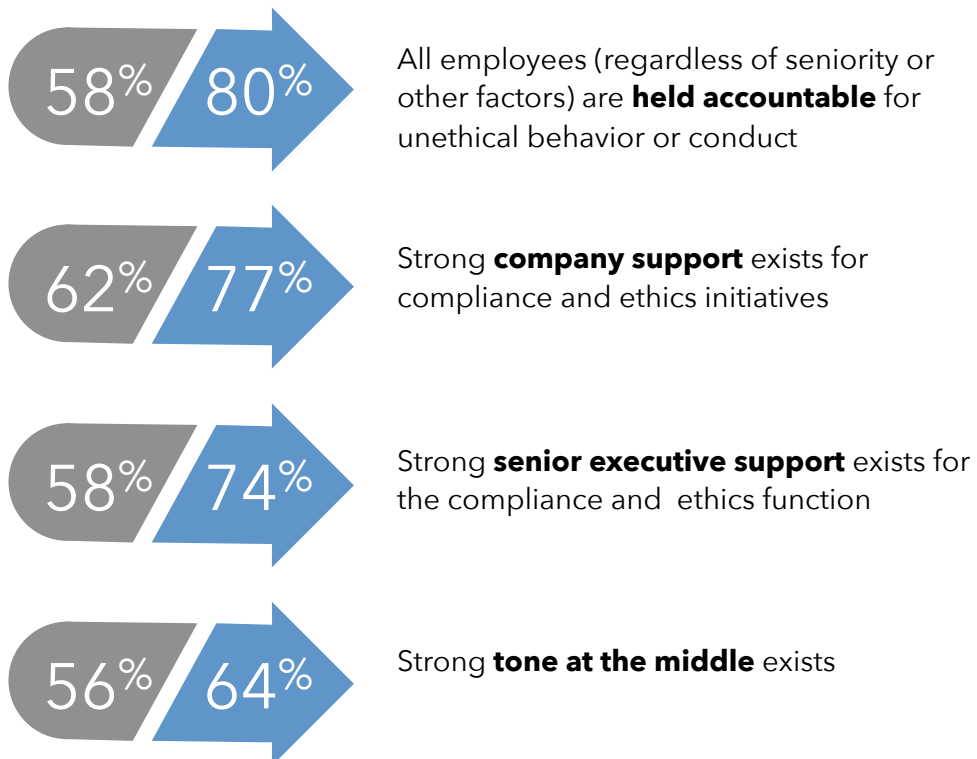 58% 80%
All employees (regardless of seniority or
other factors) are held accountable for
unethical behavior or conduct
62% 77%
Strong company support exists for
compliance and ethics initiatives
58% 74%
Strong senior executive support exists for
the compliance and  ethics function
56% 64%
Strong tone at the middle exists